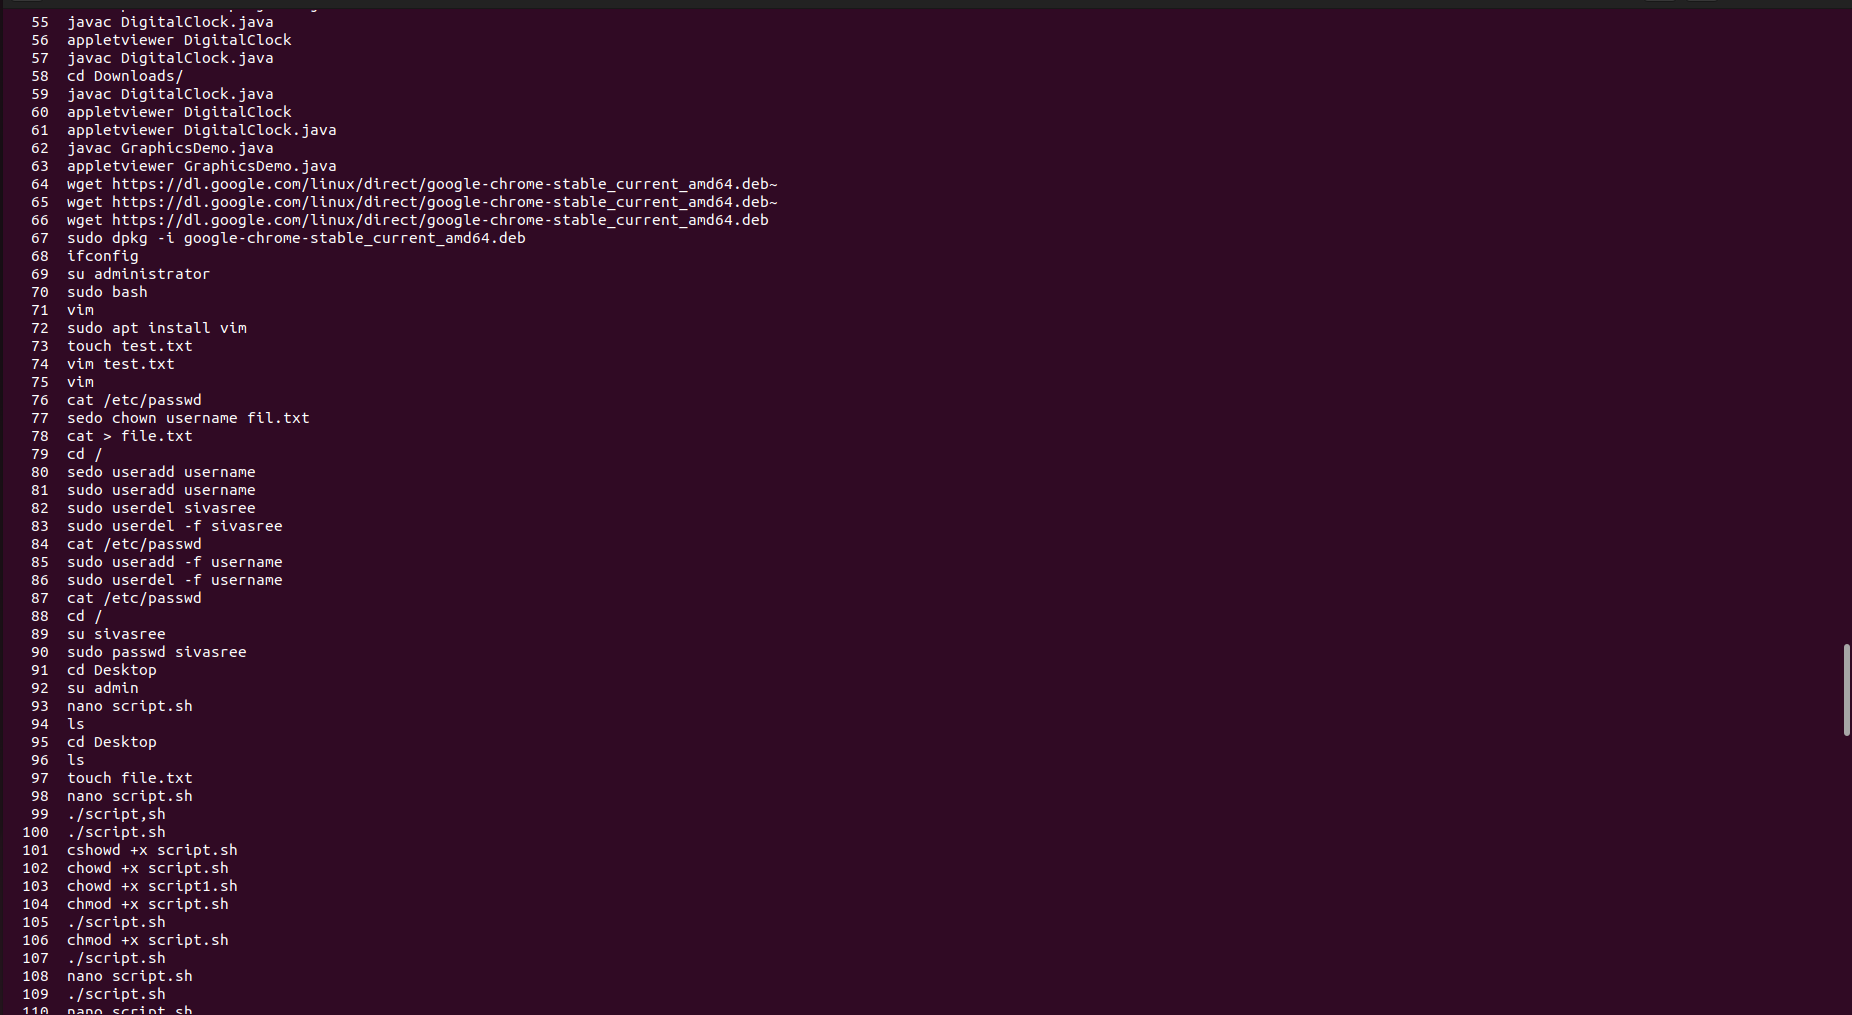 55 javac DigitalClock.java
56 appletviewer DigitalClock
57 javac DigitalClock.java
58 cd Downloads/
59 javac DigitalClock.java
60 appletviewer DigitalClock
61 appletviewer DigitalClock.java
62 javac GraphicsDemo.java
63 appletviewer GraphicsDemo.java
64 wget https://dl.google.com/linux/direct/google-chrome-stable_current_amd64.deb~
65 wget https://dl.google.com/linux/direct/google-chrome-stable_current_amd64.deb~
66 wget https://dl.google.com/linux/direct/google-chrome-stable_current_amd64.deb
67 sudo dpkg -i google-chrome-stable_current_amd64.deb
68 ifconfig
69 su administrator
70 sudo bash
71 vim
72 sudo apt install vim
73 touch test.txt
74 vim test.txt
75 vim
76 cat /etc/passwd
77 sedo chown username fil.txt
78 cat > file.txt
79 cd /
80 sedo useradd username
81 sudo useradd username
82 sudo userdel sivasree
83 sudo userdel -f sivasree
84 cat /etc/passwd
85 sudo useradd -f username
86 sudo userdel -f username
87 cat /etc/passwd
88 cd /
89 su sivasree
90 sudo passwd sivasree
91 cd Desktop
92 su admin
93 nano script.sh
94 ls
95 cd Desktop
96 ls
97 touch file.txt
98 nano script.sh
99 ./script,sh
100 ./script.sh
101 cshowd +x script.sh
102 chowd +x script.sh
103 chowd +x script1.sh
104 chmod +x script.sh
105 ./script.sh
106 chmod +x script.sh
107 ./script.sh
108 nano script.sh
109 ./script.sh
110 nano script.sh